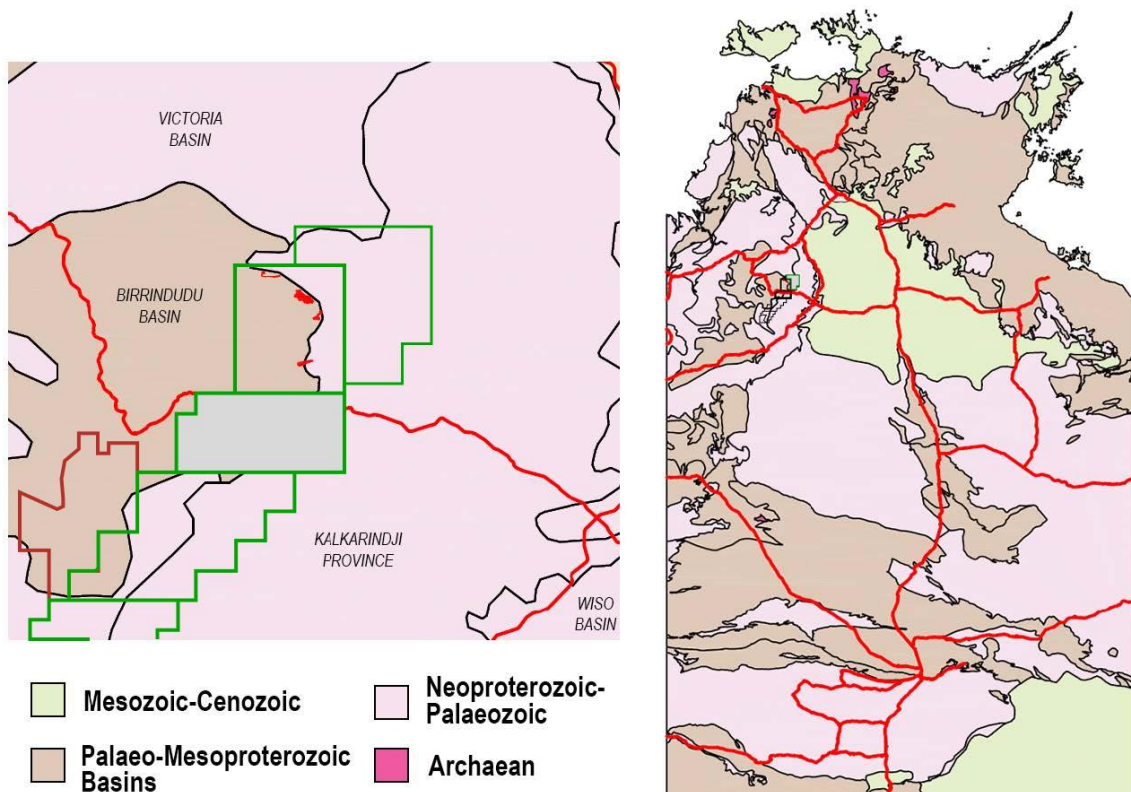 VICTORIA
BASIN
BIRRINDUDU
BASIN
KALKARINDJI
PROVINCE
WISO
BASIN
Mesozoic-Cenozoic
Neoproterozoic-
Palaeozoic
Palaeo-Mesoproterozoic
Basins
Archaean